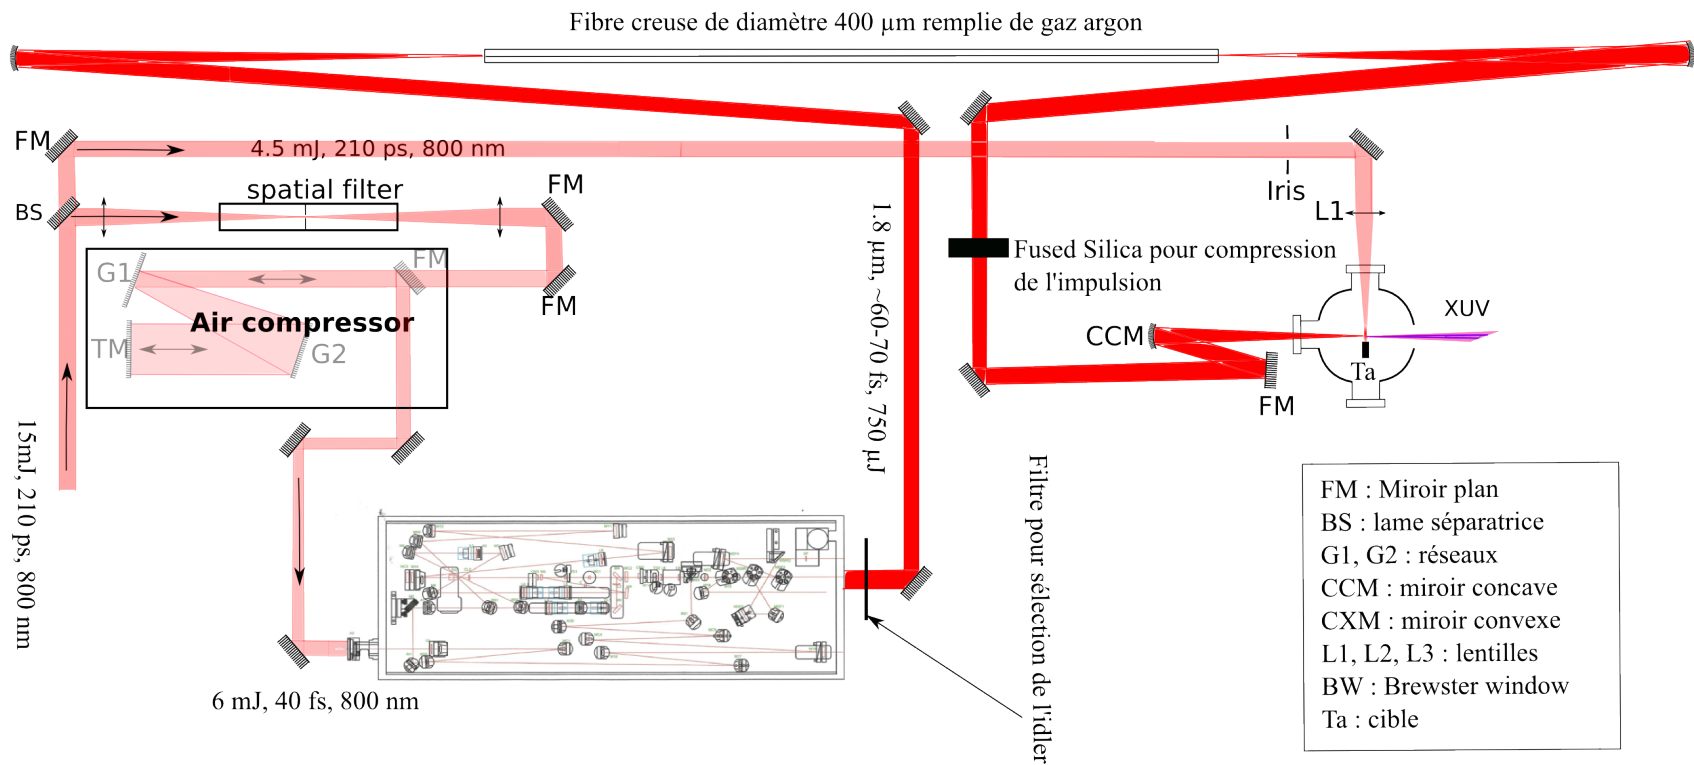 Fibre creuse de diamètre 400 µm remplie de gaz argon
FM
4.5 mJ, 210 ps, 800 nm
spatial filter
FM
BS
Iris
L1
1.8 µm, ~60-70 fs, 750 µJ
Fused Silica pour compression
de l'impulsion
G1
FM
FM
Air compressor
XUV
CCM
TM
G2
Ta
FM
15mJ, 210 ps, 800 nm
Filtre pour sélection de l'idler
6 mJ, 40 fs, 800 nm
FM : Miroir plan
BS : lame séparatrice
G1, G2 : réseaux
CCM : miroir concave
CXM : miroir convexe
L1, L2, L3 : lentilles
BW : Brewster window
Ta : cible